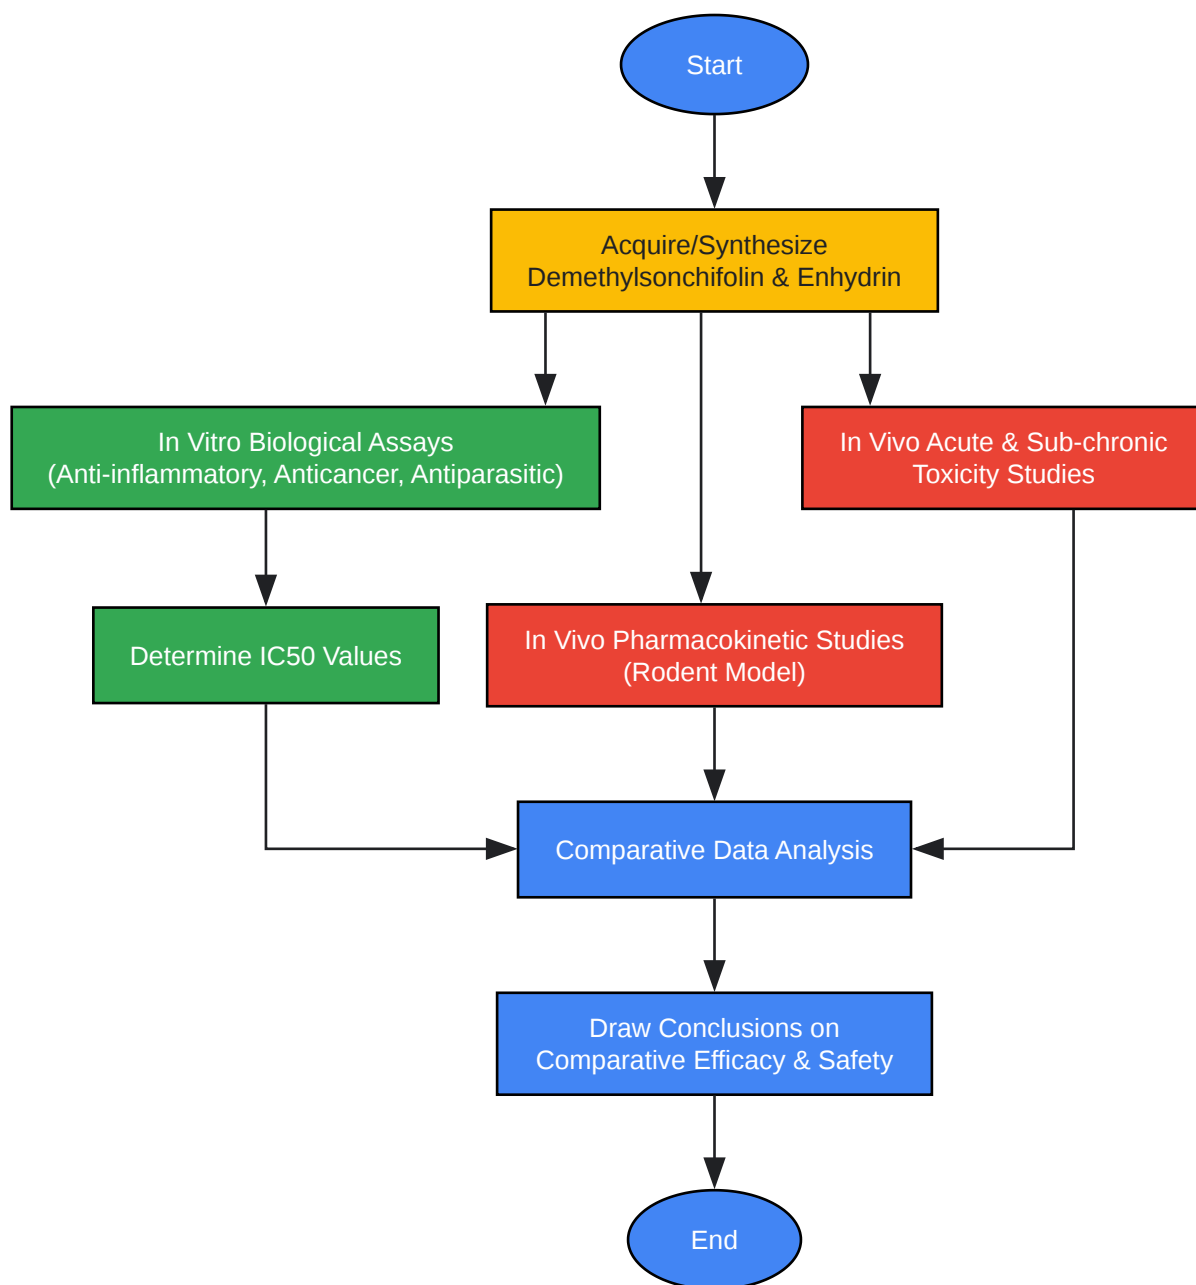 Start
Acquire/Synthesize
Demethylsonchifolin & Enhydrin
In Vitro Biological Assays
(Anti-inflammatory, Anticancer, Antiparasitic)
In Vivo Acute & Sub-chronic
Toxicity Studies
Determine IC50 Values
In Vivo Pharmacokinetic Studies
(Rodent Model)
Comparative Data Analysis
Draw Conclusions on
Comparative Efficacy & Safety
End